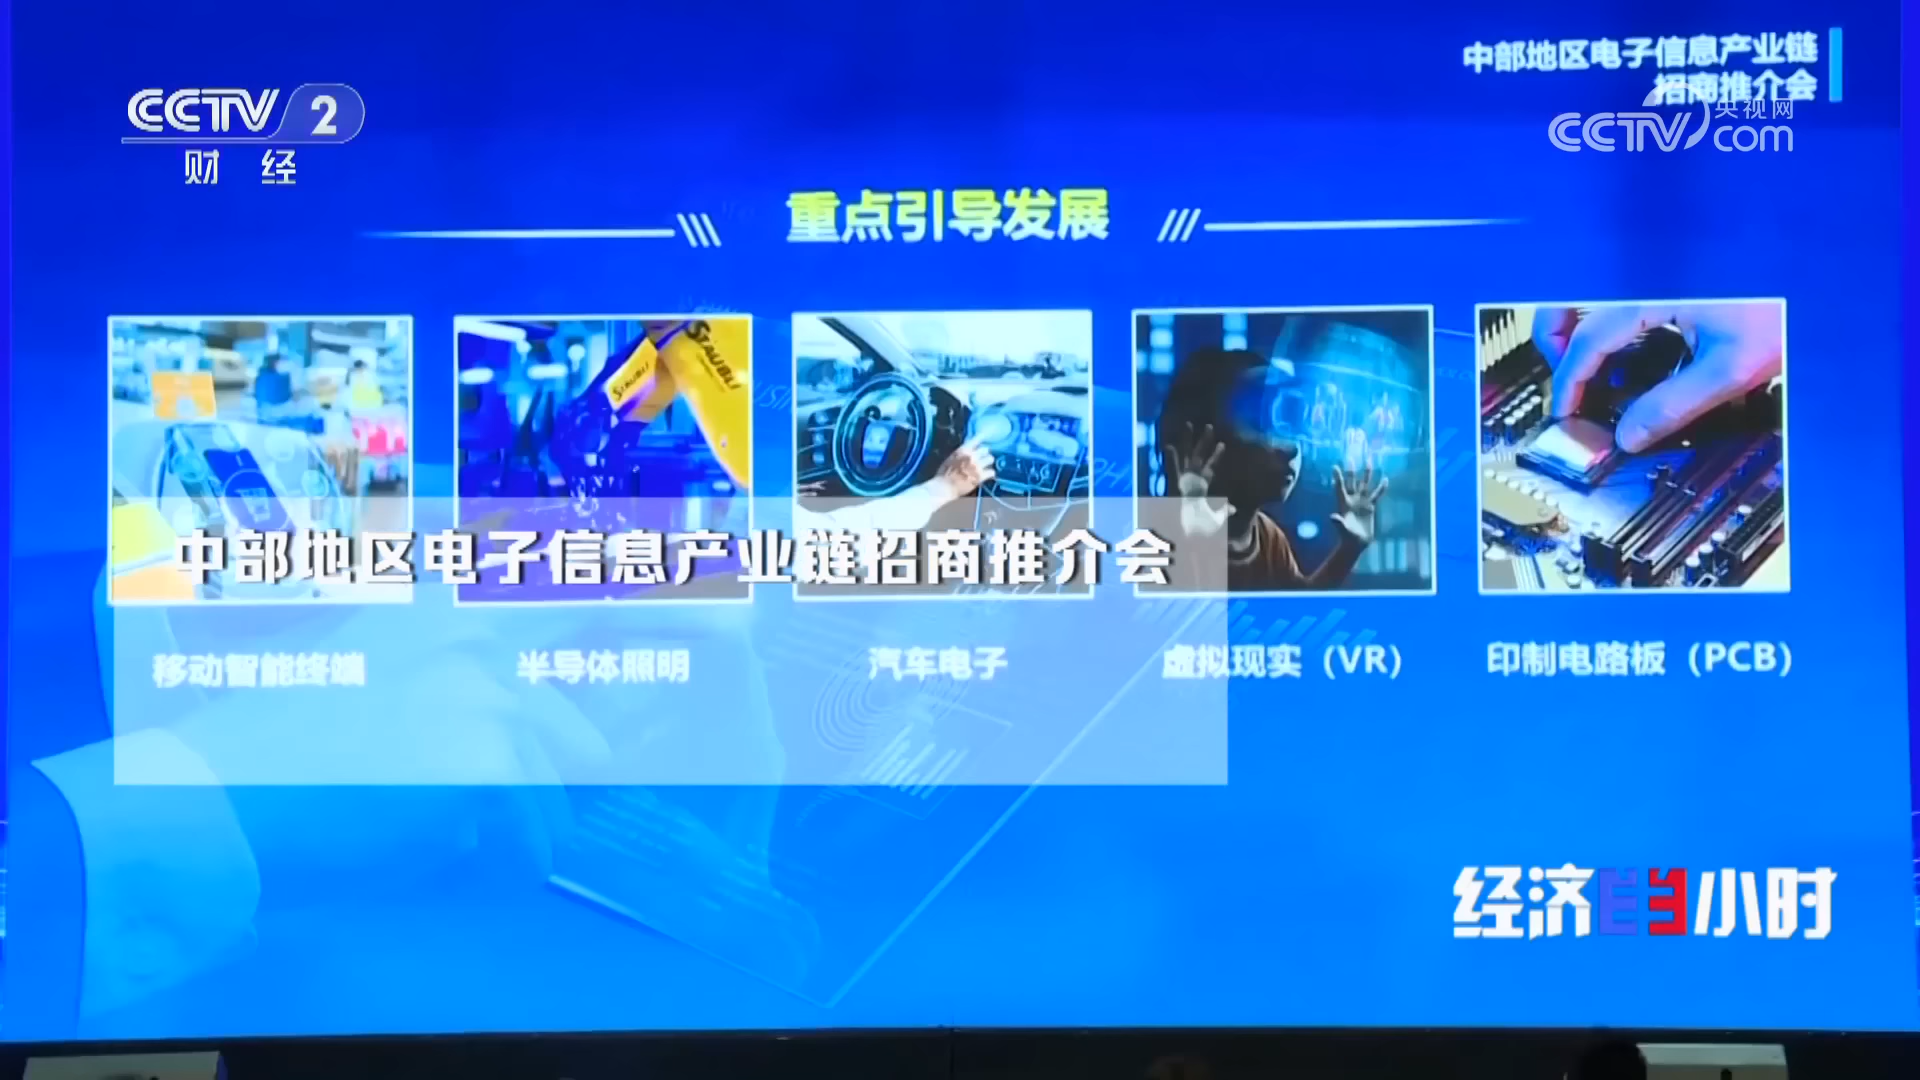 中部地区电子信息产业链
招商推介会
CCTV 2
财 经
央视网
CCTV com
重点引导发展
STAUBLI
STAUBLI
中部地区电子信息产业链招商推介会
移动智能终端
半导体照明
汽车电子
虚拟现实（VR）
印制电路板（PCB）
经济 小时